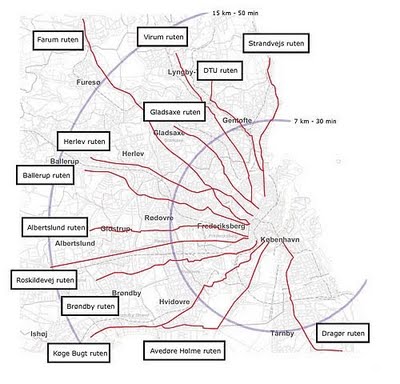 15 km - 50 min
Farum ruten
Virum ruten
Strandvejs ruten
Lyngby-
DTU ruten
Furesø
Gladsaxe ruten
Gentofte
7 km - 30 min
Gladsaxe
Herlev ruten
Herlev
Ballerup
Ballerup ruten
Rødovre
Albertslund ruten
Glostrup
Frederiksberg
Albertslund
København
Roskildevej ruten
Brøndby
Brøndby ruten
Hvidovre
Ishøj
Tårnby
Dragør ruten
Køge Bugt ruten
Avedøre Holme ruten